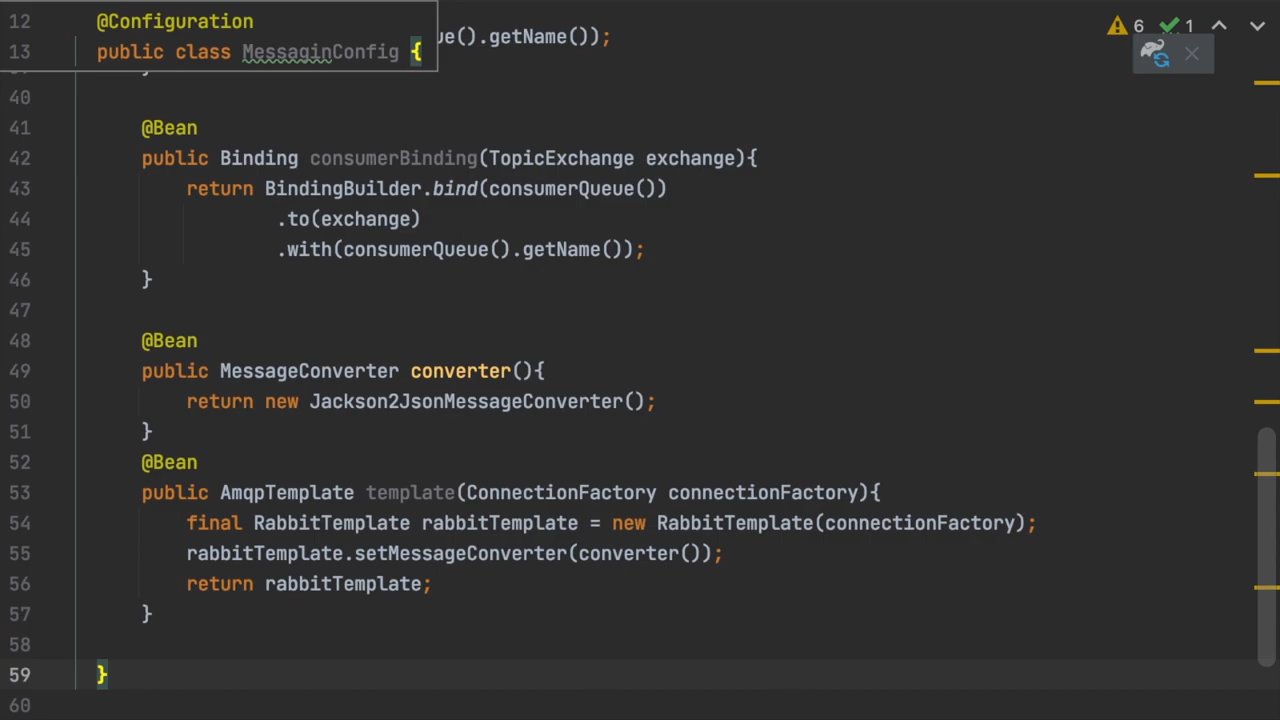 12 @Configuration
13 public class MessaginConfig {
ue().getName());
6 1
40
41 @Bean
42 public Binding consumerBinding(TopicExchange exchange){
43 return BindingBuilder.bind(consumerQueue())
44 .to(exchange)
45 .with(consumerQueue().getName());
46 }
47
48 @Bean
49 public MessageConverter converter(){
50 return new Jackson2JsonMessageConverter();
51 }
52 @Bean
53 public AmqpTemplate template(ConnectionFactory connectionFactory){
54 final RabbitTemplate rabbitTemplate = new RabbitTemplate(connectionFactory);
55 rabbitTemplate.setMessageConverter(converter());
56 return rabbitTemplate;
57 }
58
59 }
60